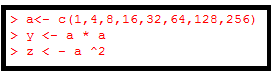 > a<- c(1,4,8,16,32,64,128,256)
> y <- a * a
> z < - a ^2